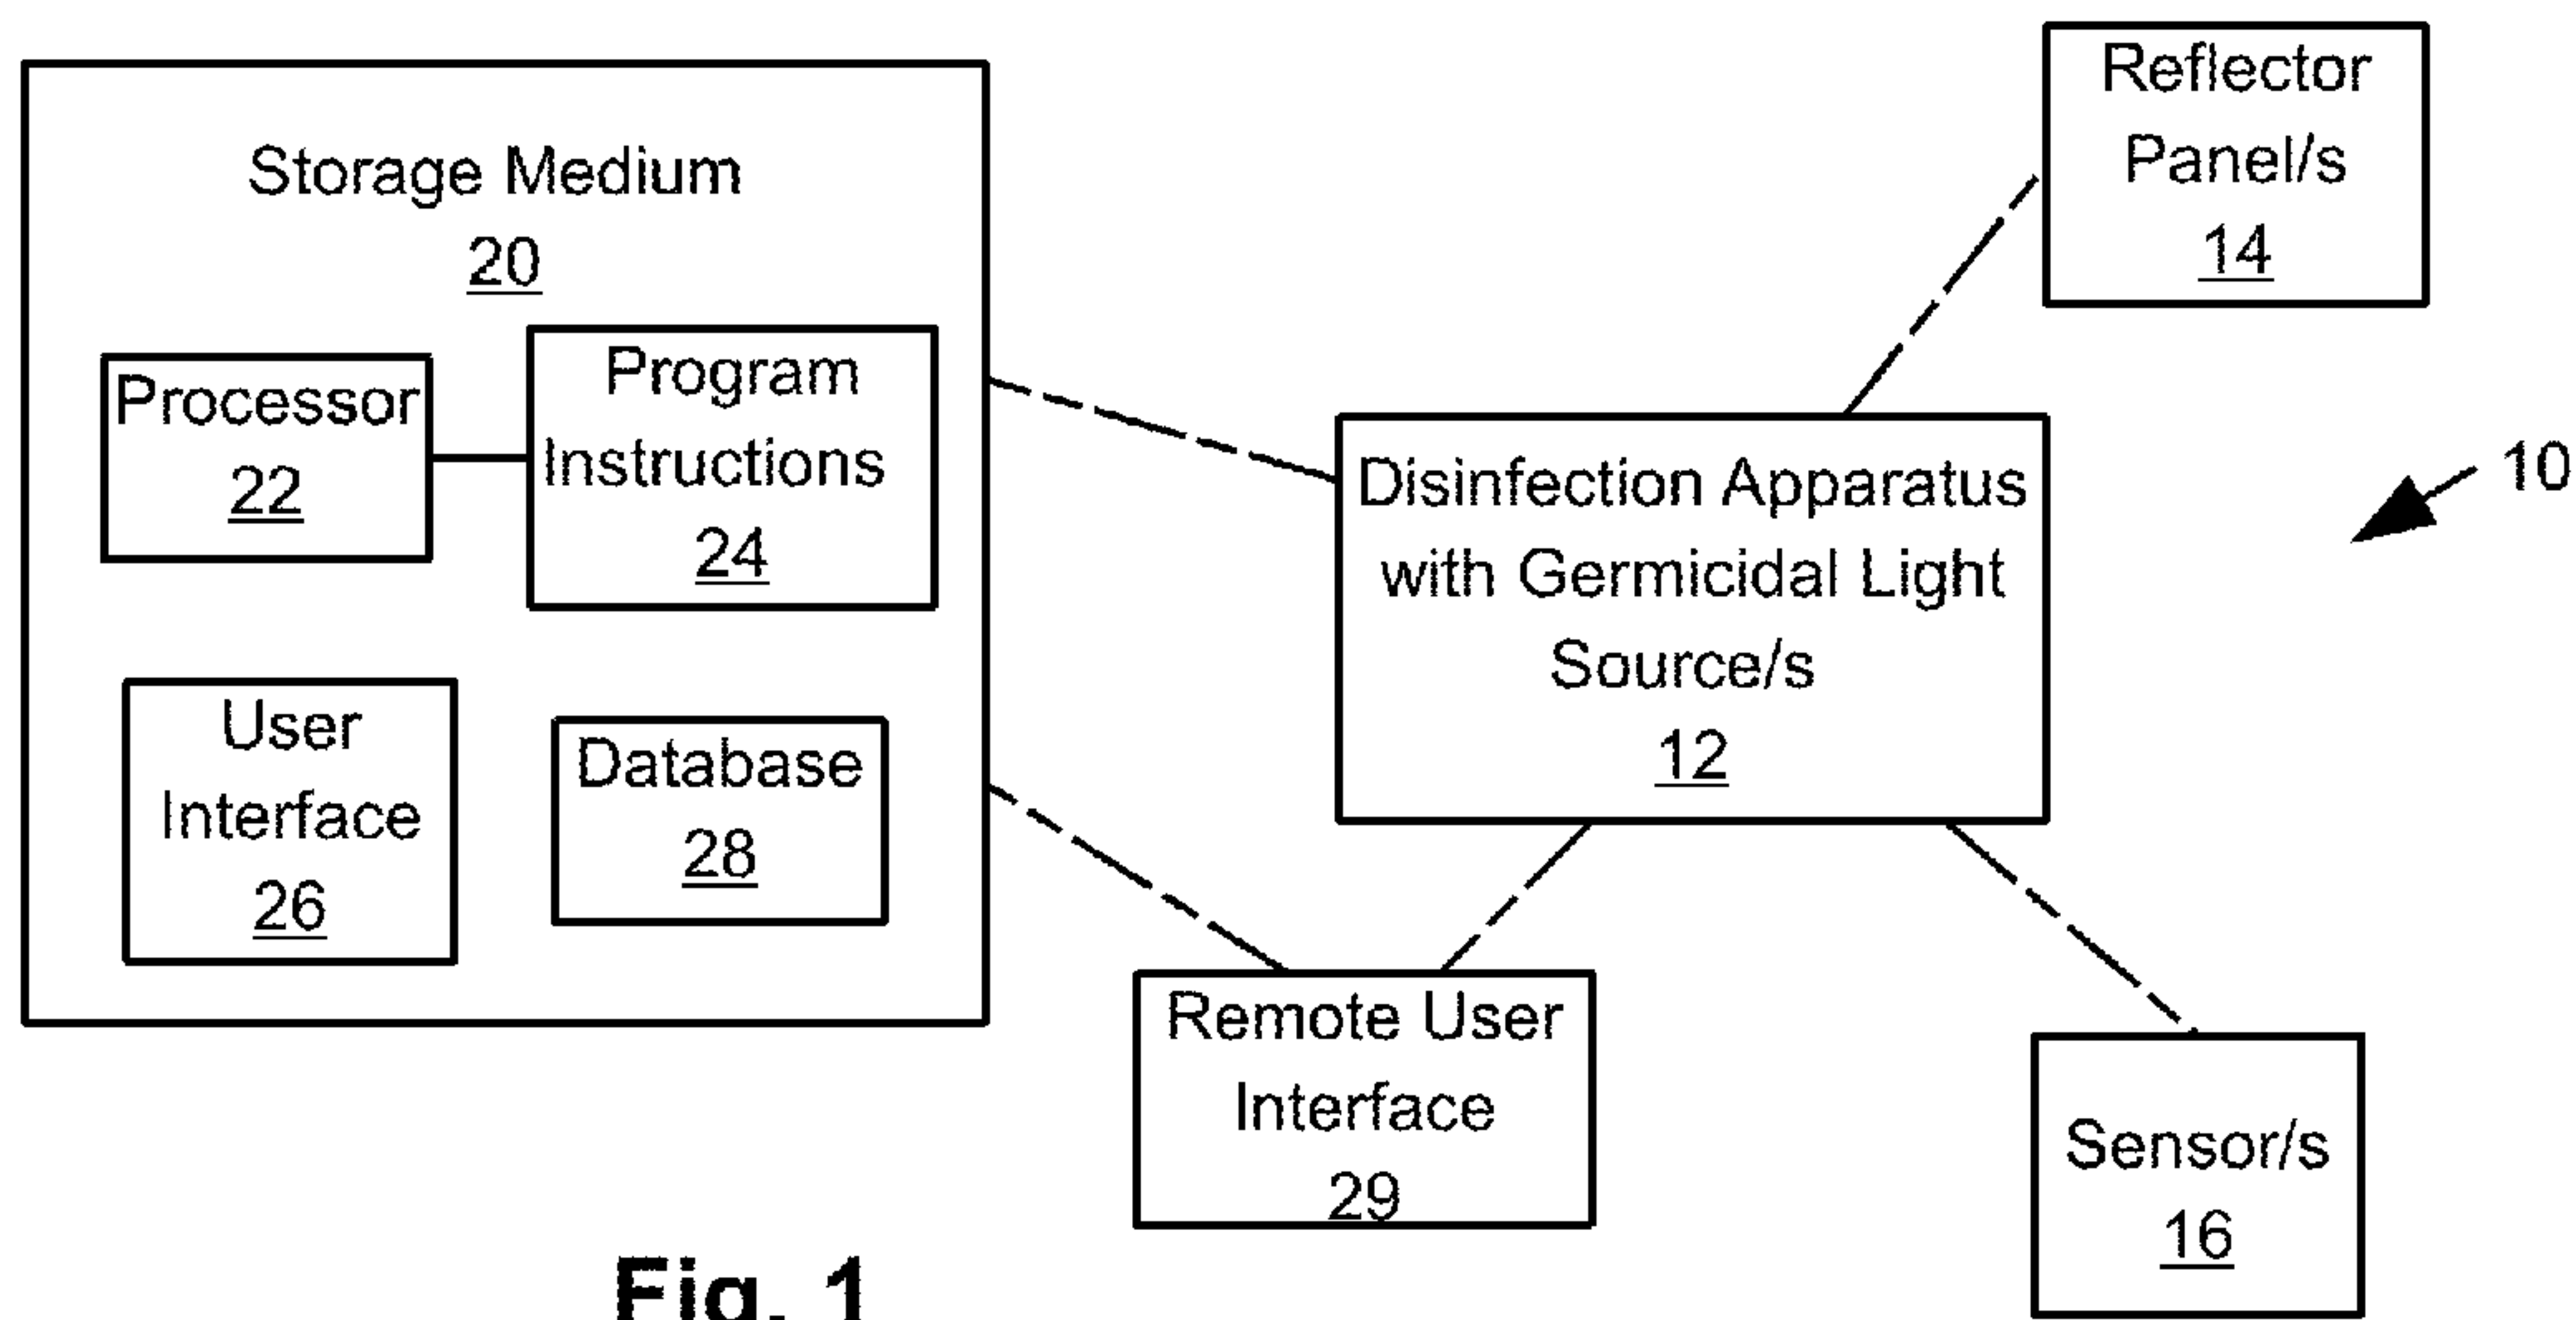 Storage Medium
20
Processor
22
Program
Instructions
24
User
Interface
26
Database
28
Reflector
Panel/s
14
Disinfection Apparatus
with Germicidal Light
Source/s
12
10
Remote User
Interface
29
Sensor/s
16
Fig. 1